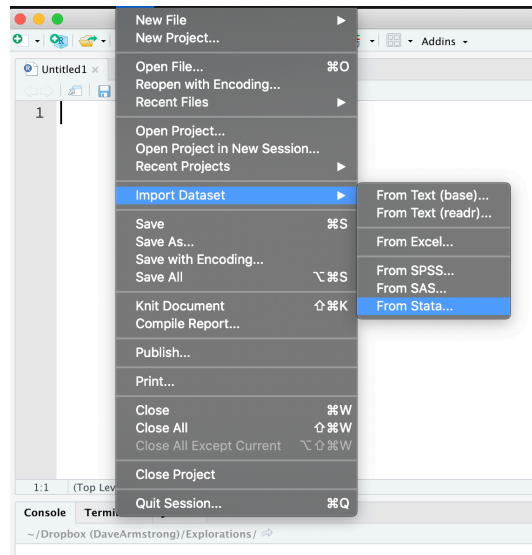 Addins
Untitled1
1
New File
New Project...
Open File... ⌘O
Reopen with Encoding...
Recent Files
Open Project...
Open Project in New Session...
Recent Projects
Import Dataset
From Text (base)...
From Text (readr)...
From Excel...
From SPSS...
From SAS...
From Stata...
Save ⌘S
Save As...
Save with Encoding...
Save All ⌥⌘S
Knit Document ⇧⌘K
Compile Report...
Publish...
Print...
Close ⌘W
Close All ⇧⌘W
Close All Except Current ⌥⇧⌘W
Close Project
Quit Session... ⌘Q
1:1 (Top Lev
Console Term
~/Dropbox (DaveArmstrong)/Explorations/